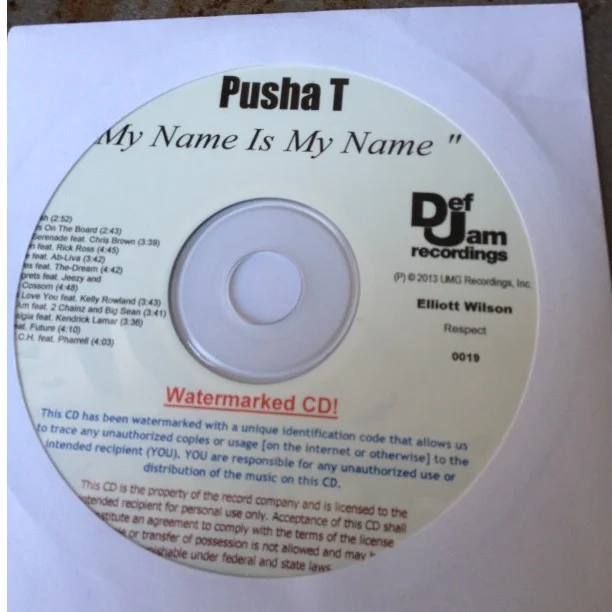 Pusha T
My Name Is My Name "
(2:52)
On The Board (2:43)
Serenade feat. Chris Brown (3:39)
feat. Rick Ross (4:45)
feat. Ab-Liva (3:42)
feat. The-Dream (4:42)
feat. Jeezy and
Cossom (4:48)
Love You feat. Kelly Rowland (3:43)
Am feat. 2 Chainz and Big Sean (3:41)
feat. Kendrick Lamar (3:36)
feat. Future (4:10)
C.H. feat. Pharrell (4:03)
Def
Jam
recordings
(P) © 2013 UMG Recordings, Inc.
Elliott Wilson
Respect
0019
Watermarked CD!
This CD has been watermarked with a unique identification code that allows us
to trace any unauthorized copies or usage [on the internet or otherwise] to the
intended recipient (YOU). YOU are responsible for any unauthorized use or
distribution of the music on this CD.
This CD is the property of the record company and is licensed to the
intended recipient for personal use only. Acceptance of this CD shall
constitute an agreement to comply with the terms of the license
or transfer of possession is not allowed and may
punishable under federal and state laws